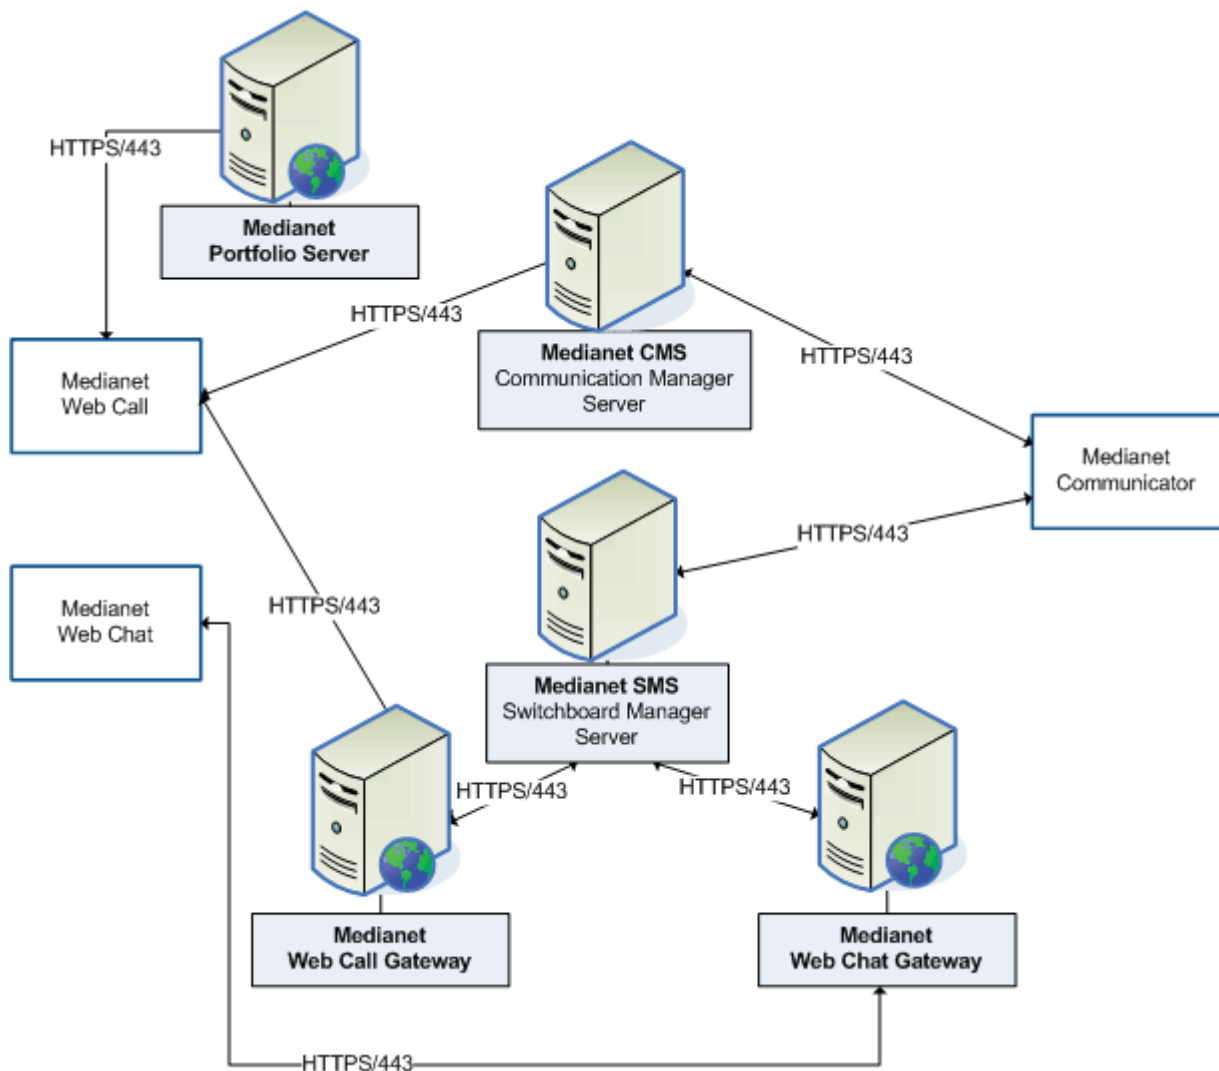 HTTPS/443
Medianet
Portfolio Server
HTTPS/443
Medianet CMS
Communication Manager
Server
HTTPS/443
Medianet
Web Call
Medianet
Communicator
HTTPS/443
Medianet
Web Chat
HTTPS/443
Medianet SMS
Switchboard Manager
Server
HTTPS/443
HTTPS/443
Medianet
Web Call Gateway
Medianet
Web Chat Gateway
HTTPS/443